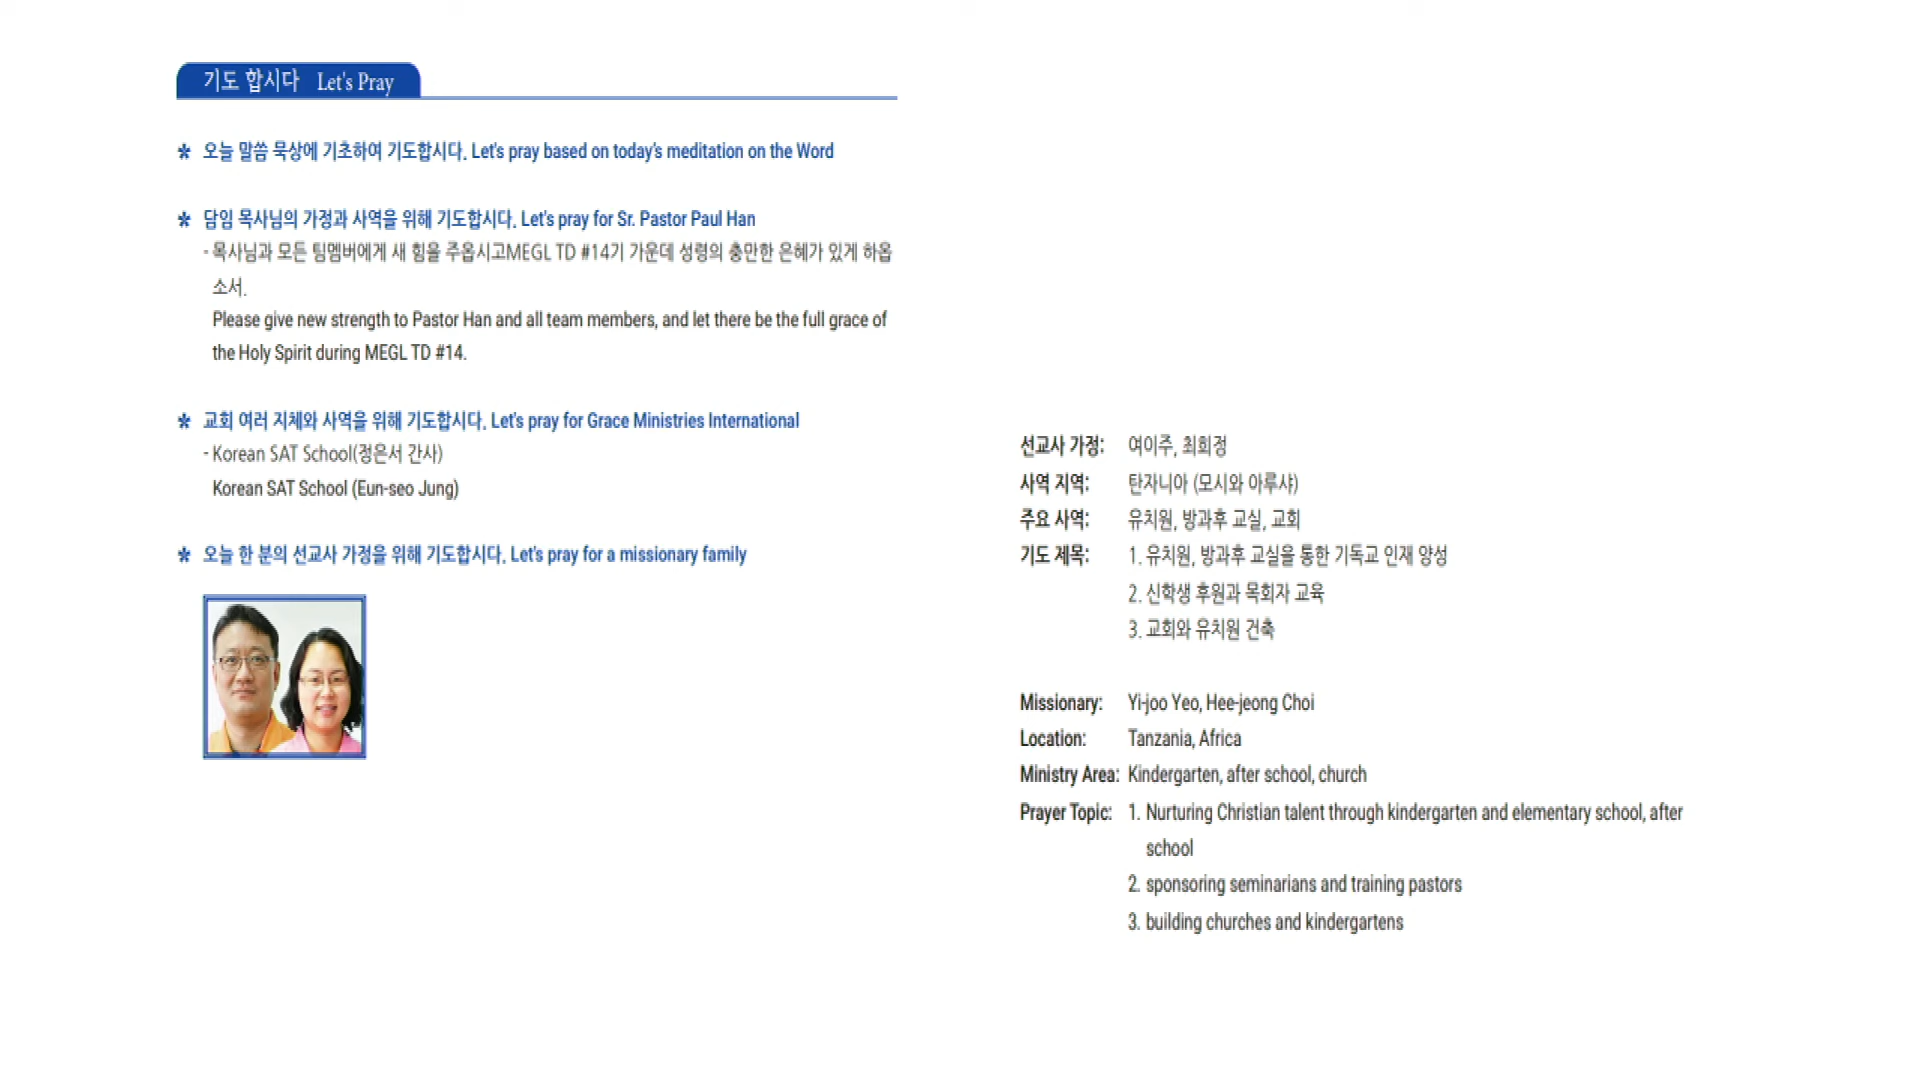 기도 합시다 Let's Pray
* 오늘 말씀 묵상에 기초하여 기도합시다. Let's pray based on today's meditation on the Word
* 담임 목사님의 가정과 사역을 위해 기도합시다. Let's pray for Sr. Pastor Paul Han
- 목사님과 모든 팀멤버에게 새 힘을 주옵시고MEGL TD #14기 가운데 성령의 충만한 은혜가 있게 하옵
소서.
Please give new strength to Pastor Han and all team members, and let there be the full grace of
the Holy Spirit during MEGL TD #14.
* 교회 여러 지체와 사역을 위해 기도합시다. Let's pray for Grace Ministries International
- Korean SAT School(정은서 간사)
Korean SAT School (Eun-seo Jung)
* 오늘 한 분의 선교사 가정을 위해 기도합시다. Let's pray for a missionary family
선교사 가정: 여이주, 최희정
사역 지역: 탄자니아 (모시와 아루샤)
주요 사역: 유치원, 방과후 교실, 교회
기도 제목: 1. 유치원, 방과후 교실을 통한 기독교 인재 양성
2. 신학생 후원과 목회자 교육
3. 교회와 유치원 건축
Missionary: Yi-joo Yeo, Hee-jeong Choi
Location: Tanzania, Africa
Ministry Area: Kindergarten, after school, church
Prayer Topic: 1. Nurturing Christian talent through kindergarten and elementary school, after
school
2. sponsoring seminarians and training pastors
3. building churches and kindergartens